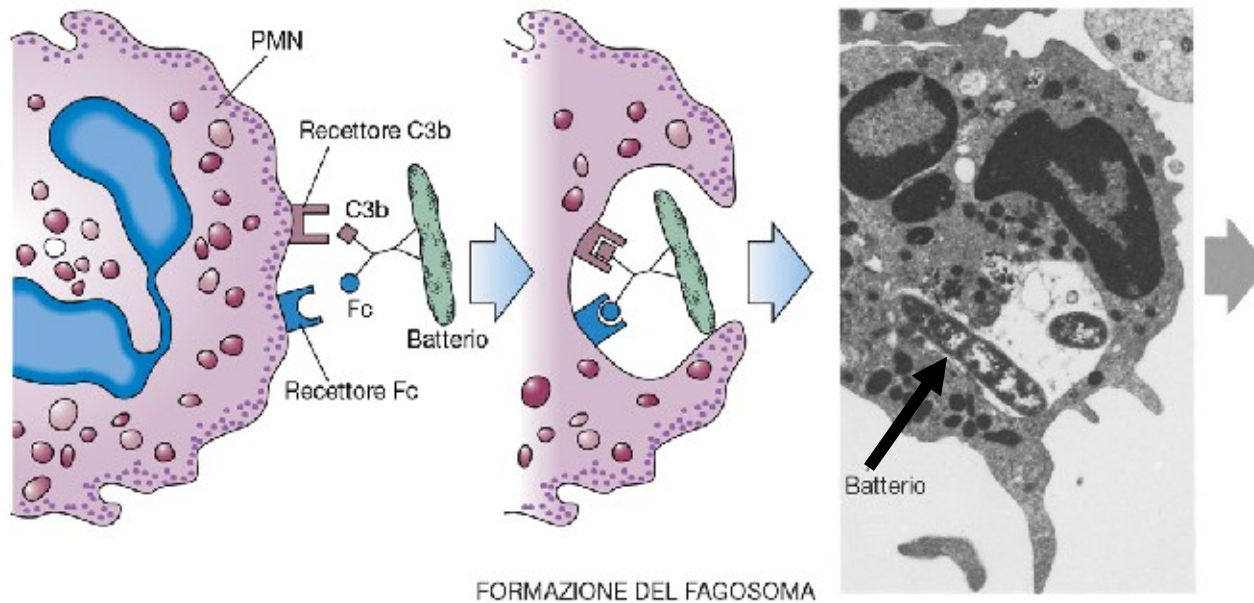 PMN
Recettore C3b
C3b
Fc
Batterio
Recettore Fc
Batterio
FORMAZIONE DEL FAGOSOMA